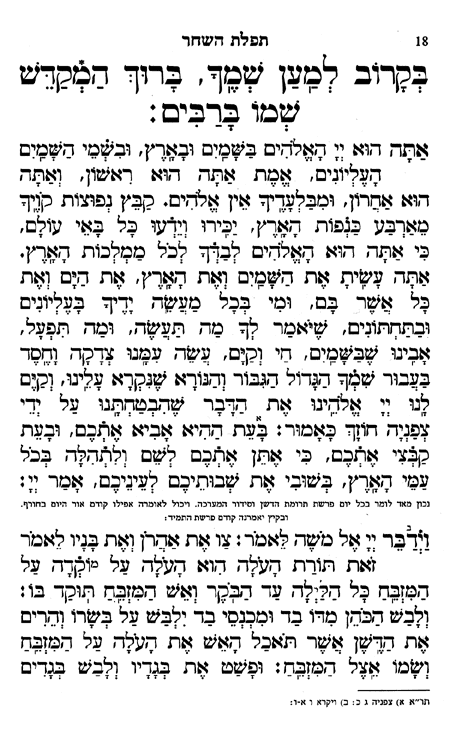 18
תפלת השחר
בְּקָרוֹב לְמַֽעַן שְׁמֶֽךָ, בָּרוּךְ הַמְקַדֵּשׁ
שְׁמוֹ בָּרַבִּים:
אַתָּה הוּא יְיָ הָאֱלֹהִים בַּשָּׁמַֽיִם וּבָאָֽרֶץ, וּבִשְׁמֵי הַשָּׁמַֽיִם
הָעֶלְיוֹנִים, אֱמֶת אַתָּה הוּא רִאשׁוֹן, וְאַתָּה
הוּא אַחֲרוֹן, וּמִבַּלְעָדֶֽיךָ אֵין אֱלֹהִים. קַבֵּץ נְפוּצוֹת קוֶֹֽיךָ
מֵאַרְבַּע כַּנְפוֹת הָאָֽרֶץ, יַכִּֽירוּ וְיֵדְֿעוּ כָּל בָּאֵי עוֹלָם,
כִּי אַתָּה הוּא הָאֱלֹהִים לְבַדְּֿךָ לְכֹל מַמְלְכוֹת הָאָֽרֶץ.
אַתָּה עָשִֽׂיתָ אֶת הַשָּׁמַֽיִם וְאֶת הָאָֽרֶץ, אֶת הַיָּם וְאֶת
כָּל אֲשֶׁר בָּם, וּמִי בְּכָל מַעֲשֵׂה יָדֶֽיךָ בָּעֶלְיוֹנִים
וּבַתַּחְתּוֹנִים, שֶׁיֹּאמַר לְךָ מַה תַּעֲשֶׂה, וּמַה תִּפְעָל,
אָבִֽינוּ שֶׁבַּשָּׁמַֽיִם, חַי וְקַיָּם, עֲשֵׂה עִמָּֽנוּ צְדָקָה וָחֶֽסֶד
בַּעֲבוּר שִׁמְךָ הַגָּדוֹל הַגִּבּוֹר וְהַנּוֹרָא שֶׁנִּקְרָא עָלֵֽינוּ, וְקַיֶּם
לָֽנוּ יְיָ אֱלֹהֵֽינוּ אֶת הַדָּבָר שֶׁהִבְטַחְתָּֽנוּ עַל יְדֵי
צְפַנְיָה חוֹזָךְ כָּאָמוּר: בָּעֵת הַהִיא אָבִיא אֶתְכֶם, וּבָעֵת
קַבְּצִי אֶתְכֶם, כִּי אֶתֵּן אֶתְכֶם לְשֵׁם וְלִתְהִלָּה בְּכֹל
עַמֵּי הָאָֽרֶץ, בְּשׁוּבִי אֶת שְׁבוּתֵיכֶם לְעֵינֵיכֶם, אָמַר יְיָ:
נכון מאד לומר בכל יום פרשת תרומת הדשן וסידור המערכה. ויכול לאומרה אפילו קודם אור היום בחורף.
ובקיץ יאמרנה קודם פרשת התמיד:
וַיְדַבֵּר יְיָ אֶל מֹשֶׁה לֵּאמֹר: צַו אֶת אַהֲרֹן וְאֶת בָּנָיו לֵאמֹר
זֹאת תּוֹרַת הָעֹלָה הִוא הָעֹלָה עַל מוֹקְדָה עַל
הַמִּזְבֵּֽחַ כָּל הַלַּֽיְלָה עַד הַבֹּֽקֶר וְאֵשׁ הַמִּזְבֵּֽחַ תּֽוּקַד בּוֹ:
וְלָבַשׁ הַכֹּהֵן מִדּוֹ בַד וּמִכְנְסֵי בַד יִלְבַּשׁ עַל בְּשָׂרוֹ וְהֵרִים
אֶת הַדֶּֽשֶׁן אֲשֶׁר תֹּאכַל הָאֵשׁ אֶת הָעֹלָה עַל הַמִּזְבֵּֽחַ
וְשָׂמוֹ אֵֽצֶל הַמִּזְבֵּֽחַ: וּפָשַׁט אֶת בְּגָדָיו וְלָבַשׁ בְּגָדִים
תר״א א) צפניה ג כ: ב) ויקרא ו א-ו: